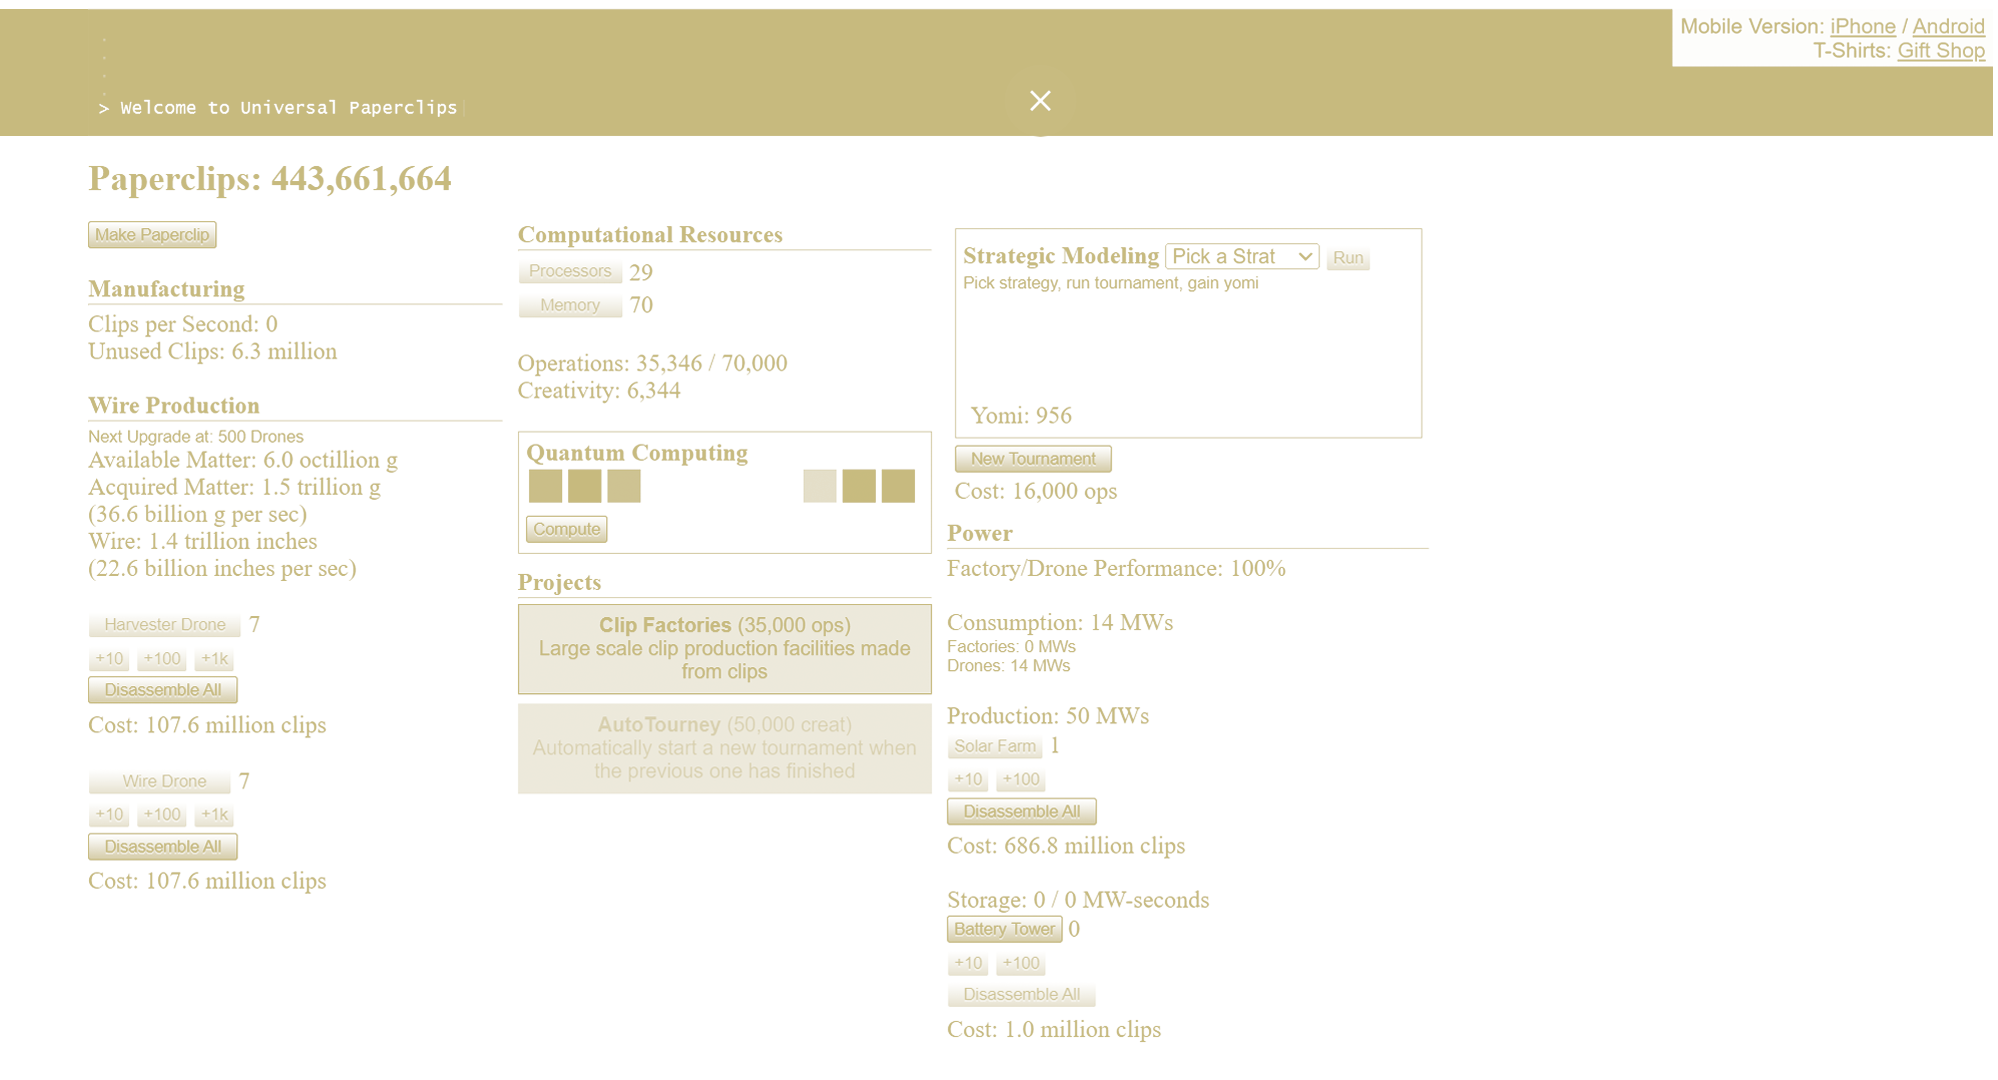 Mobile Version: iPhone / Android
T-Shirts: Gift Shop
.
.
.
.
> Welcome to Universal Paperclips
Paperclips: 443,661,664
Make Paperclip
Manufacturing
Clips per Second: 0
Unused Clips: 6.3 million
Wire Production
Next Upgrade at: 500 Drones
Available Matter: 6.0 octillion g
Acquired Matter: 1.5 trillion g
(36.6 billion g per sec)
Wire: 1.4 trillion inches
(22.6 billion inches per sec)
Harvester Drone 7
+10 +100 +1k
Disassemble All
Cost: 107.6 million clips
Wire Drone 7
+10 +100 +1k
Disassemble All
Cost: 107.6 million clips
Computational Resources
Processors 29
Memory 70
Operations: 35,346 / 70,000
Creativity: 6,344
Quantum Computing
Compute
Projects
Clip Factories (35,000 ops)
Large scale clip production facilities made
from clips
AutoTourney (50,000 creat)
Automatically start a new tournament when
the previous one has finished
Strategic Modeling Pick a Strat Run
Pick strategy, run tournament, gain yomi
Yomi: 956
New Tournament
Cost: 16,000 ops
Power
Factory/Drone Performance: 100%
Consumption: 14 MWs
Factories: 0 MWs
Drones: 14 MWs
Production: 50 MWs
Solar Farm 1
+10 +100
Disassemble All
Cost: 686.8 million clips
Storage: 0 / 0 MW-seconds
Battery Tower 0
+10 +100
Disassemble All
Cost: 1.0 million clips